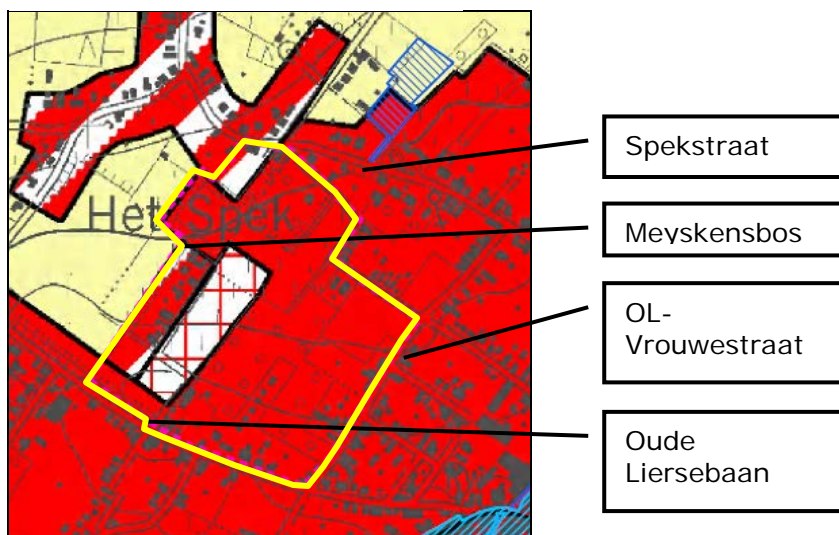 Het Spek
Spekstraat
Meyskensbos
OL-
Vrouwestraat
Oude
Liersebaan